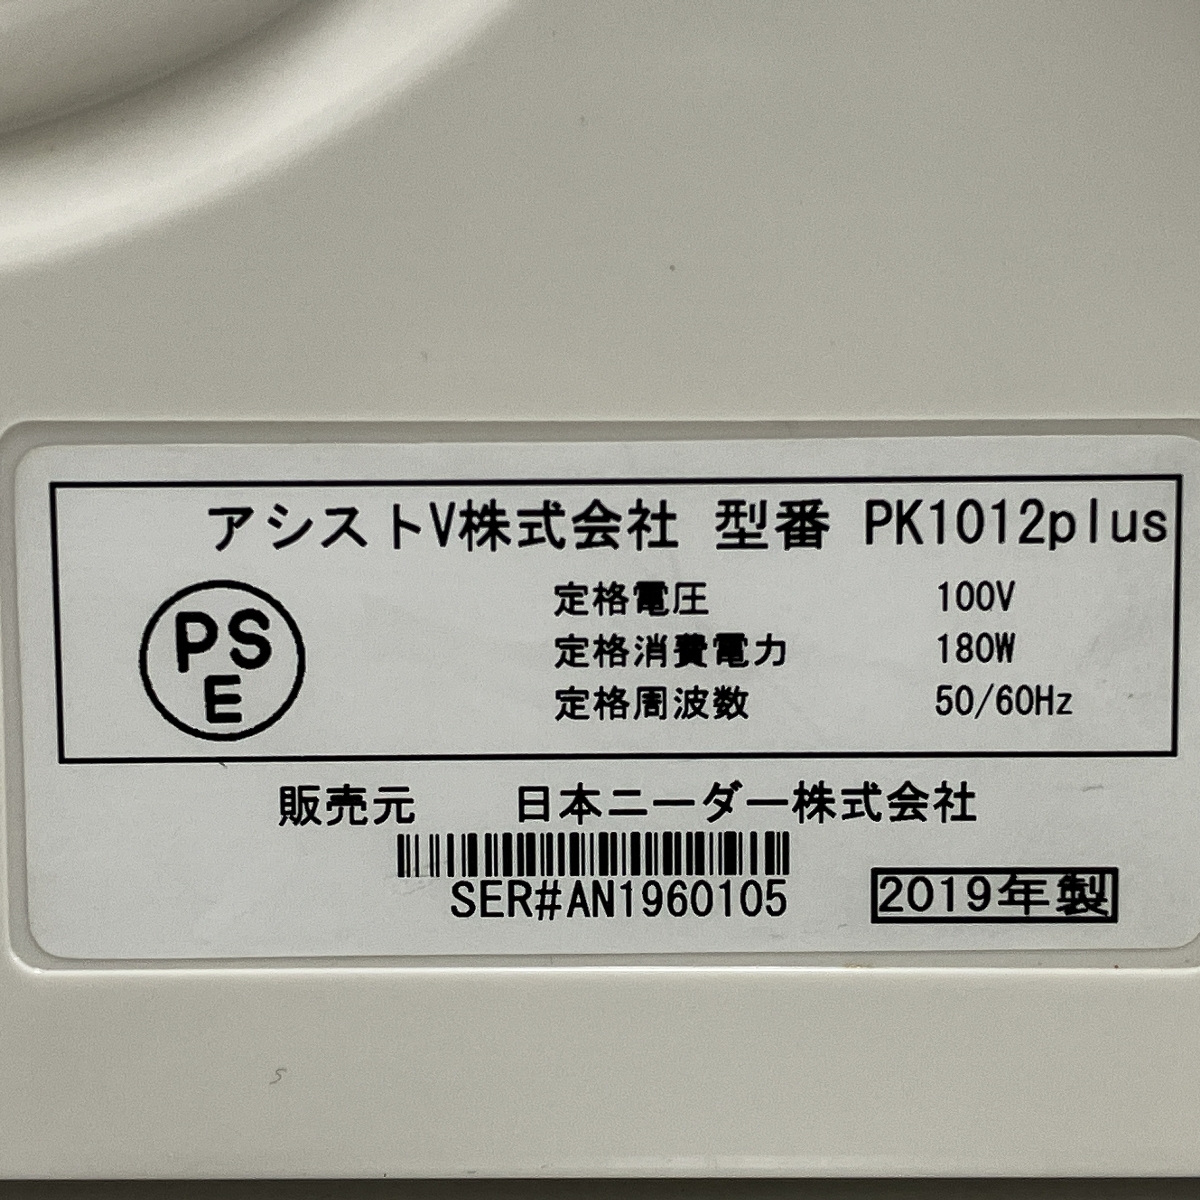 アシストV株式会社 型番 PK1012plus
PS
E
定格電圧 100V
定格消費電力 180W
定格周波数 50/60Hz
販売元 日本ニーダー株式会社
SER#AN1960105
2019年製